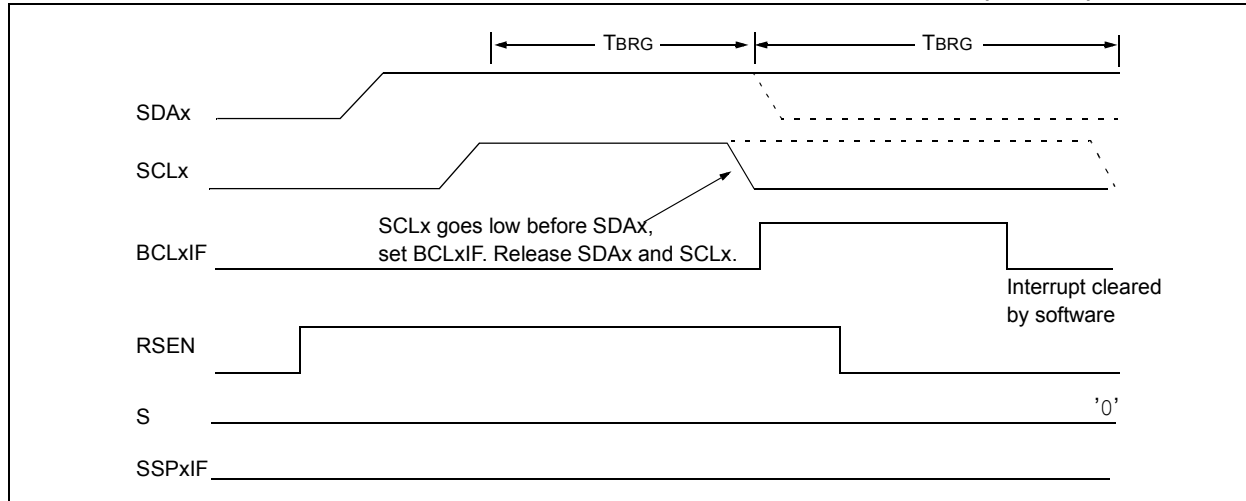 TBRG TBRG
SDAx
SCLx
SCLx goes low before SDAx,
set BCLxIF. Release SDAx and SCLx.
BCLxIF
Interrupt cleared
by software
RSEN
S '0'
SSPxIF